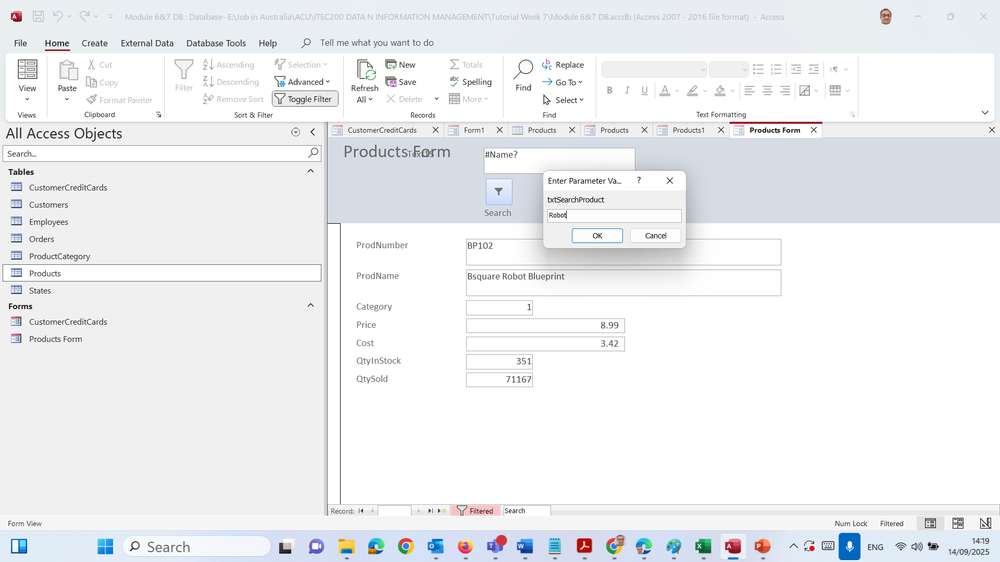 Module 6&7 DB : Database- E:\Job in Australia\ACU\ITEC200 DATA N INFORMATION MANAGEMENT\Tutorial Week 7\Module 6&7 DB.accdb (Access 2007 - 2016 file format) - Access
File Home Create External Data Database Tools Help Tell me what you want to do
View
Views
Paste
Cut
Copy
Format Painter
Clipboard
Filter
Ascending
Descending
Remove Sort
Selection
Advanced
Toggle Filter
Sort & Filter
Refresh
All
New
Save
Delete
Totals
Spelling
More
Records
Find
Replace
Go To
Select
Find
Text Formatting
All Access Objects
Search...
Tables
CustomerCreditCards
Customers
Employees
Orders
ProductCategory
Products
States
Forms
CustomerCreditCards
Products Form
CustomerCreditCards Form1 Products Products Products1 Products Form
Products Form
Text15
#Name?
Search
Enter Parameter Va... ?
txtSearchProduct
Robot
OK Cancel
ProdNumber BP102
ProdName Bsquare Robot Blueprint
Category 1
Price 8.99
Cost 3.42
QtyInStock 351
QtySold 71167
Record: Filtered Search
Form View Num Lock Filtered
Search
ENG
14:19
14/09/2025